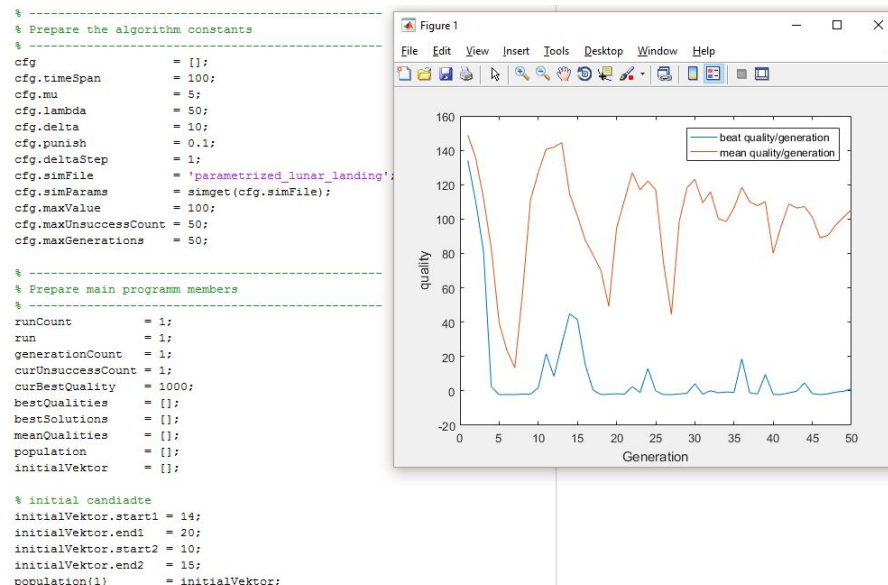 % -------------------------------------------------
% Prepare the algorithm constants
% -------------------------------------------------
cfg = [];
cfg.timeSpan = 100;
cfg.mu = 5;
cfg.lambda = 50;
cfg.delta = 10;
cfg.punish = 0.1;
cfg.deltaStep = 1;
cfg.simFile = 'parametrized_lunar_landing';
cfg.simParams = simget(cfg.simFile);
cfg.maxValue = 100;
cfg.maxUnsuccessCount = 50;
cfg.maxGenerations = 50;
% -------------------------------------------------
% Prepare main programm members
% -------------------------------------------------
runCount = 1;
run = 1;
generationCount = 1;
curUnsuccessCount = 1;
curBestQuality = 1000;
bestQualities = [];
bestSolutions = [];
meanQualities = [];
population = [];
initialVektor = [];
% initial candiadte
initialVektor.start1 = 14;
initialVektor.end1 = 20;
initialVektor.start2 = 10;
initialVektor.end2 = 15;
population{1} = initialVektor;
Figure 1
File Edit View Insert Tools Desktop Window Help
beat quality/generation
mean quality/generation
quality
160
140
120
100
80
60
40
20
0
-20
0 5 10 15 20 25 30 35 40 45 50
Generation